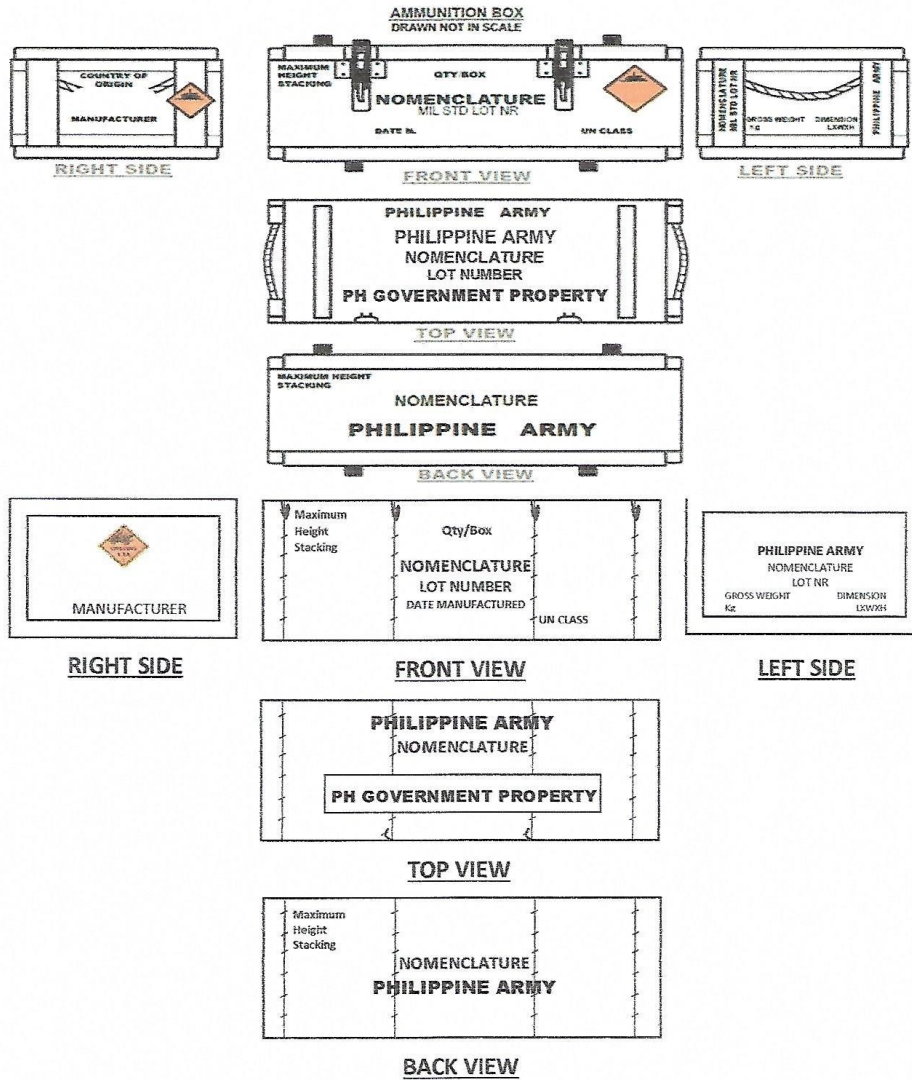 AMMUNITION BOX
DRAWN NOT IN SCALE
COUNTRY OF
ORIGIN
MANUFACTURER
RIGHT SIDE
MAXIMUM
HEIGHT
STACKING
QTY/BOX
NOMENCLATURE
MIL STD LOT NR
DATE M.
UN CLASS
FRONT VIEW
NOMENCLATURE
MIL STD LOT NR
GROSS WEIGHT
Kg
DIMENSION
LXWXH
PHILIPPINE ARMY
LEFT SIDE
PHILIPPINE ARMY
PHILIPPINE ARMY
NOMENCLATURE
LOT NUMBER
PH GOVERNMENT PROPERTY
TOP VIEW
MAXIMUM HEIGHT
STACKING
NOMENCLATURE
PHILIPPINE ARMY
BACK VIEW
MANUFACTURER
RIGHT SIDE
Maximum
Height
Stacking
Qty/Box
NOMENCLATURE
LOT NUMBER
DATE MANUFACTURED
UN CLASS
FRONT VIEW
PHILIPPINE ARMY
NOMENCLATURE
LOT NR
GROSS WEIGHT
Kg
DIMENSION
LXWXH
LEFT SIDE
PHILIPPINE ARMY
NOMENCLATURE
PH GOVERNMENT PROPERTY
TOP VIEW
Maximum
Height
Stacking
NOMENCLATURE
PHILIPPINE ARMY
BACK VIEW